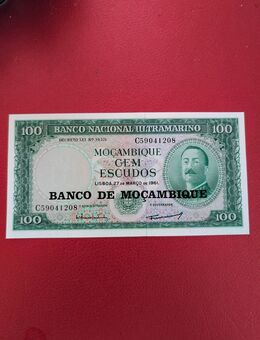 100 BANCO NACIONAL ULTRAMARINO 100
C59041208
MOÇAMBIQUE
CEM
ESCUDOS
LISBOA, 27 DE MARÇO DE 1961
BANCO DE MOÇAMBIQUE
C59041208
100 100